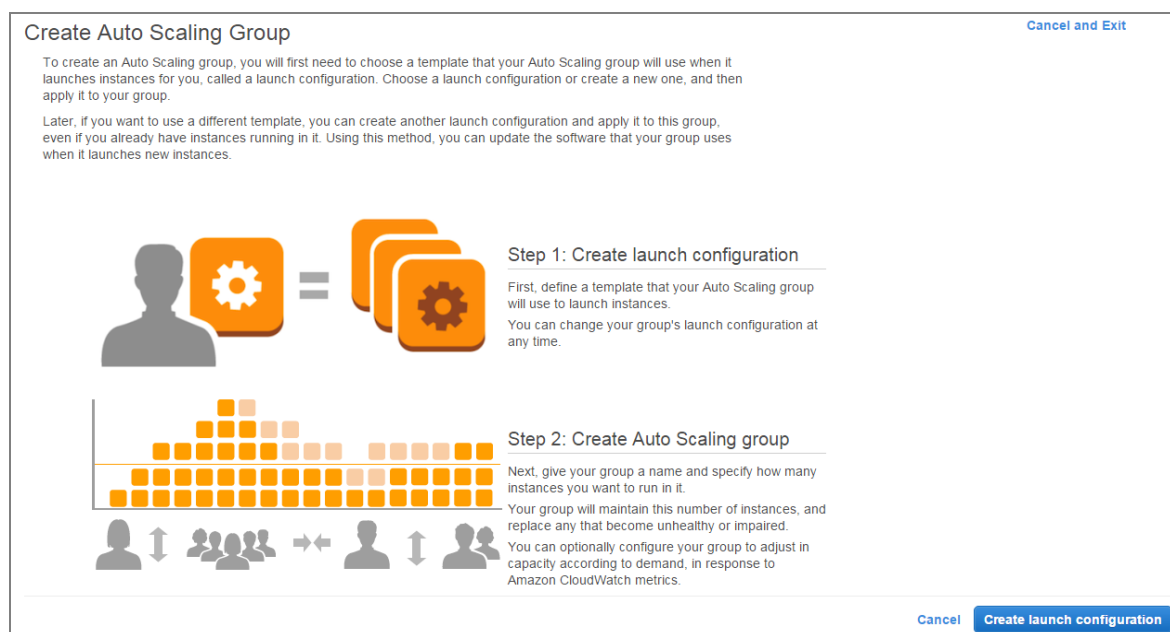 Create Auto Scaling Group
Cancel and Exit
To create an Auto Scaling group, you will first need to choose a template that your Auto Scaling group will use when it
launches instances for you, called a launch configuration. Choose a launch configuration or create a new one, and then
apply it to your group.
Later, if you want to use a different template, you can create another launch configuration and apply it to this group,
even if you already have instances running in it. Using this method, you can update the software that your group uses
when it launches new instances.
Step 1: Create launch configuration
First, define a template that your Auto Scaling group
will use to launch instances.
You can change your group's launch configuration at
any time.
Step 2: Create Auto Scaling group
Next, give your group a name and specify how many
instances you want to run in it.
Your group will maintain this number of instances, and
replace any that become unhealthy or impaired.
You can optionally configure your group to adjust in
capacity according to demand, in response to
Amazon CloudWatch metrics.
Cancel
Create launch configuration